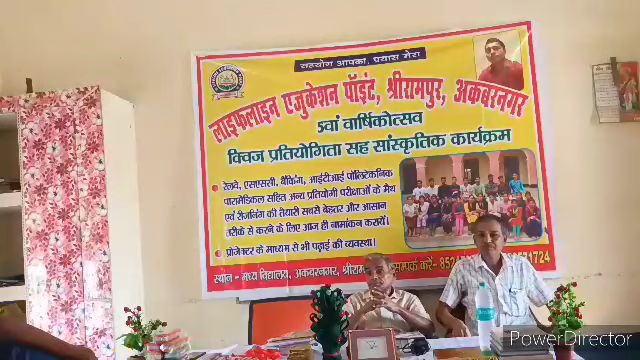 सहयोग आपका, प्रयास मेरा
लाइफलाइन एजुकेशन पॉइंट, श्रीरामपुर, अकबरनगर
5वां वार्षिकोत्सव
क्विज प्रतियोगिता सह सांस्कृतिक कार्यक्रम
रेलवे, एसएससी, बैंकिंग, आईटीआई पॉलिटेकनिक
पारामेडिकल सहित अन्य प्रतियोगी परीक्षाओं के मैथ
एवं रीजनिंग की तैयारी सबसे बेहतर और आसान
तरीके से करने के लिए आज ही नामांकन करायें।
प्रोजेक्टर के माध्यम से भी पढ़ाई की व्यवस्था।
स्थान - मध्य विद्यालय, अकबरनगर, सम्पर्क करें- 1724
PowerDirector